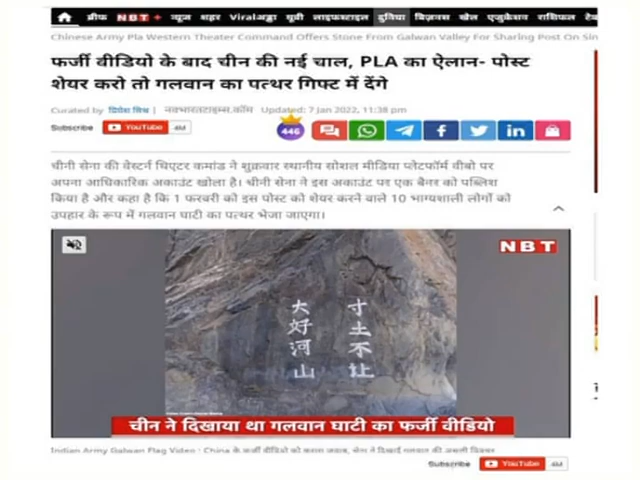 ब्रीफ NBT+ न्यूज शहर Viralअड्डा यूपी लाइफस्टाइल दुनिया बिज़नस खेल एजुकेशन राशिफल टेक
Chinese Army Pla Western Theater Command Offers Stone From Galwan Valley For Sharing Post On Sin
फर्जी वीडियो के बाद चीन की नई चाल, PLA का ऐलान- पोस्ट
शेयर करो तो गलवान का पत्थर गिफ्ट में देंगे
Curated by प्रियेश मिश्र | नवभारतटाइम्स.कॉम Updated: 7 Jan 2022, 11:38 pm
Subscribe YouTube 4M
446
चीनी सेना की वेस्टर्न थिएटर कमांड ने शुक्रवार स्थानीय सोशल मीडिया प्लेटफॉर्म वीबो पर
अपना आधिकारिक अकाउंट खोला है। चीनी सेना ने इस अकाउंट पर एक बैनर को पब्लिश
किया है और कहा है कि 1 फरवरी को इस पोस्ट को शेयर करने वाले 10 भाग्यशाली लोगों को
उपहार के रूप में गलवान घाटी का पत्थर भेजा जाएगा।
NBT
大好河山
寸土不让
चीन ने दिखाया था गलवान घाटी का फर्जी वीडियो
Indian Army Galwan Flag Video : China के फर्जी वीडियो को करारा जवाब, सेना ने दिखाई गलवान की असली
Subscribe YouTube 4M